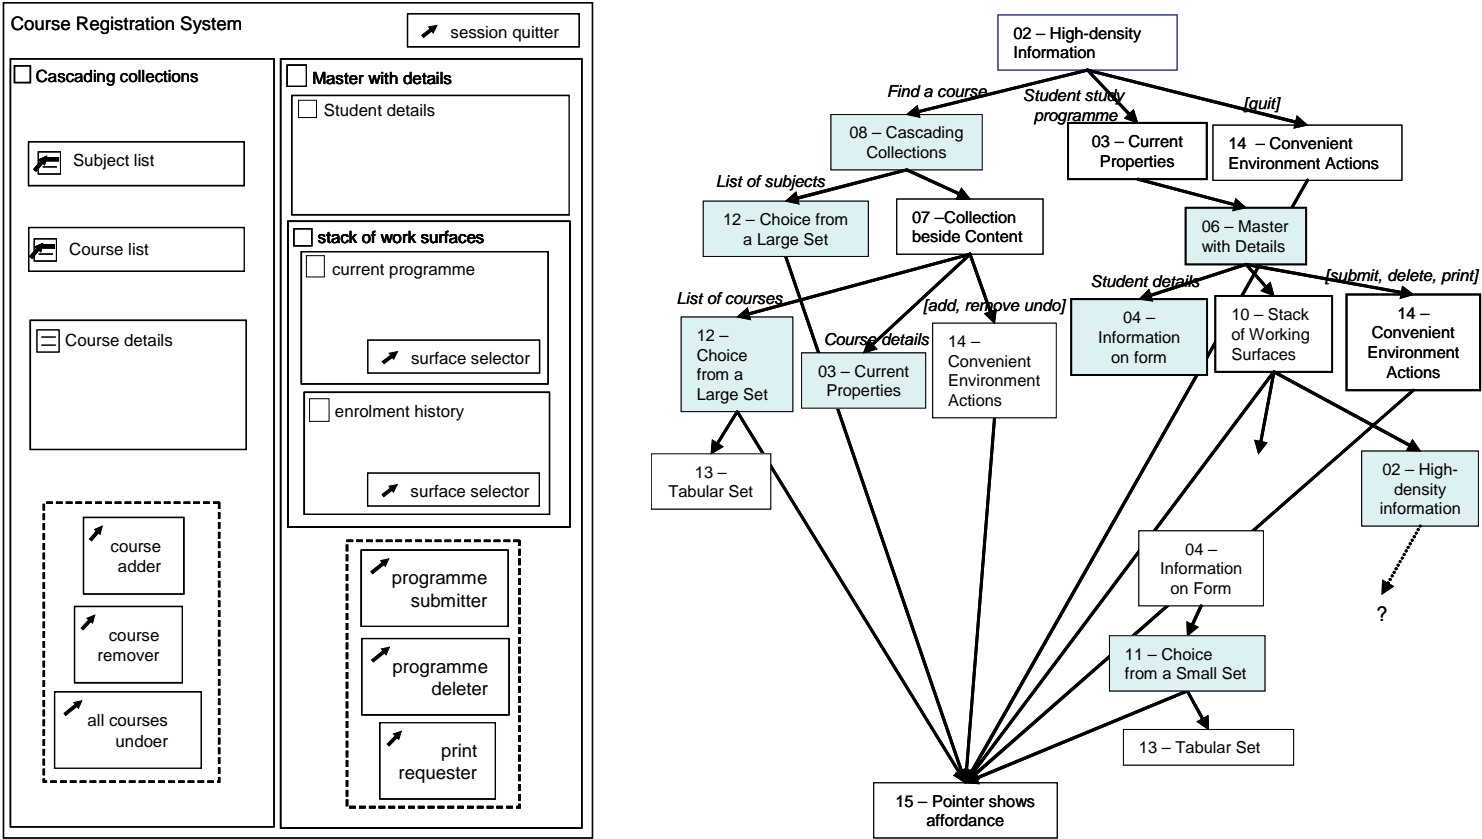 Course Registration System
session quitter
Cascading collections
Subject list
Course list
Course details
course
adder
course
remover
all courses
undoer
Master with details
Student details
stack of work surfaces
current programme
surface selector
enrolment history
surface selector
programme
submitter
programme
deleter
print
requester
02 – High-density
Information
Find a course
Student study
programme
[quit]
08 – Cascading
Collections
03 – Current
Properties
14 – Convenient
Environment Actions
List of subjects
12 – Choice from
a Large Set
07 –Collection
beside Content
06 – Master
with Details
List of courses
[add, remove undo]
Student details
[submit, delete, print]
12 –
Choice
from a
Large Set
Course details
03 – Current
Properties
14 –
Convenient
Environment
Actions
04 –
Information
on form
10 – Stack
of Working
Surfaces
14 –
Convenient
Environment
Actions
13 –
Tabular Set
02 – High-
density
information
04 –
Information
on Form
?
11 – Choice
from a Small Set
13 – Tabular Set
15 – Pointer shows
affordance